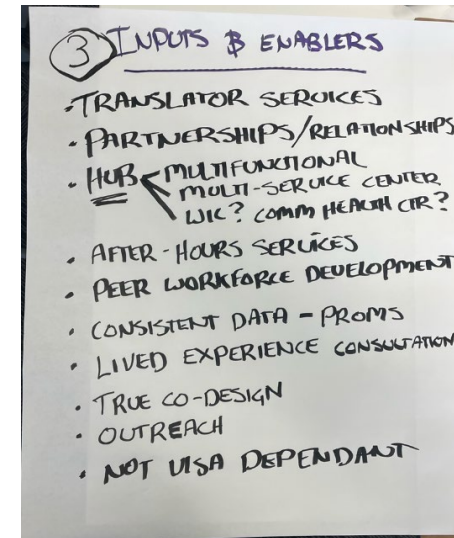 3 INPUTS & ENABLERS
• TRANSLATOR SERVICES
• PARTNERSHIPS/RELATIONSHIPS
• HUB MULTIFUNCTIONAL
MULTI-SERVICE CENTER
WIC? COMM HEALTH CTR?
• AFTER-HOURS SERVICES
• PEER WORKFORCE DEVELOPMENT
• CONSISTENT DATA - PROMS
• LIVED EXPERIENCE CONSULTATION
• TRUE CO-DESIGN
• OUTREACH
• NOT VISA DEPENDANT